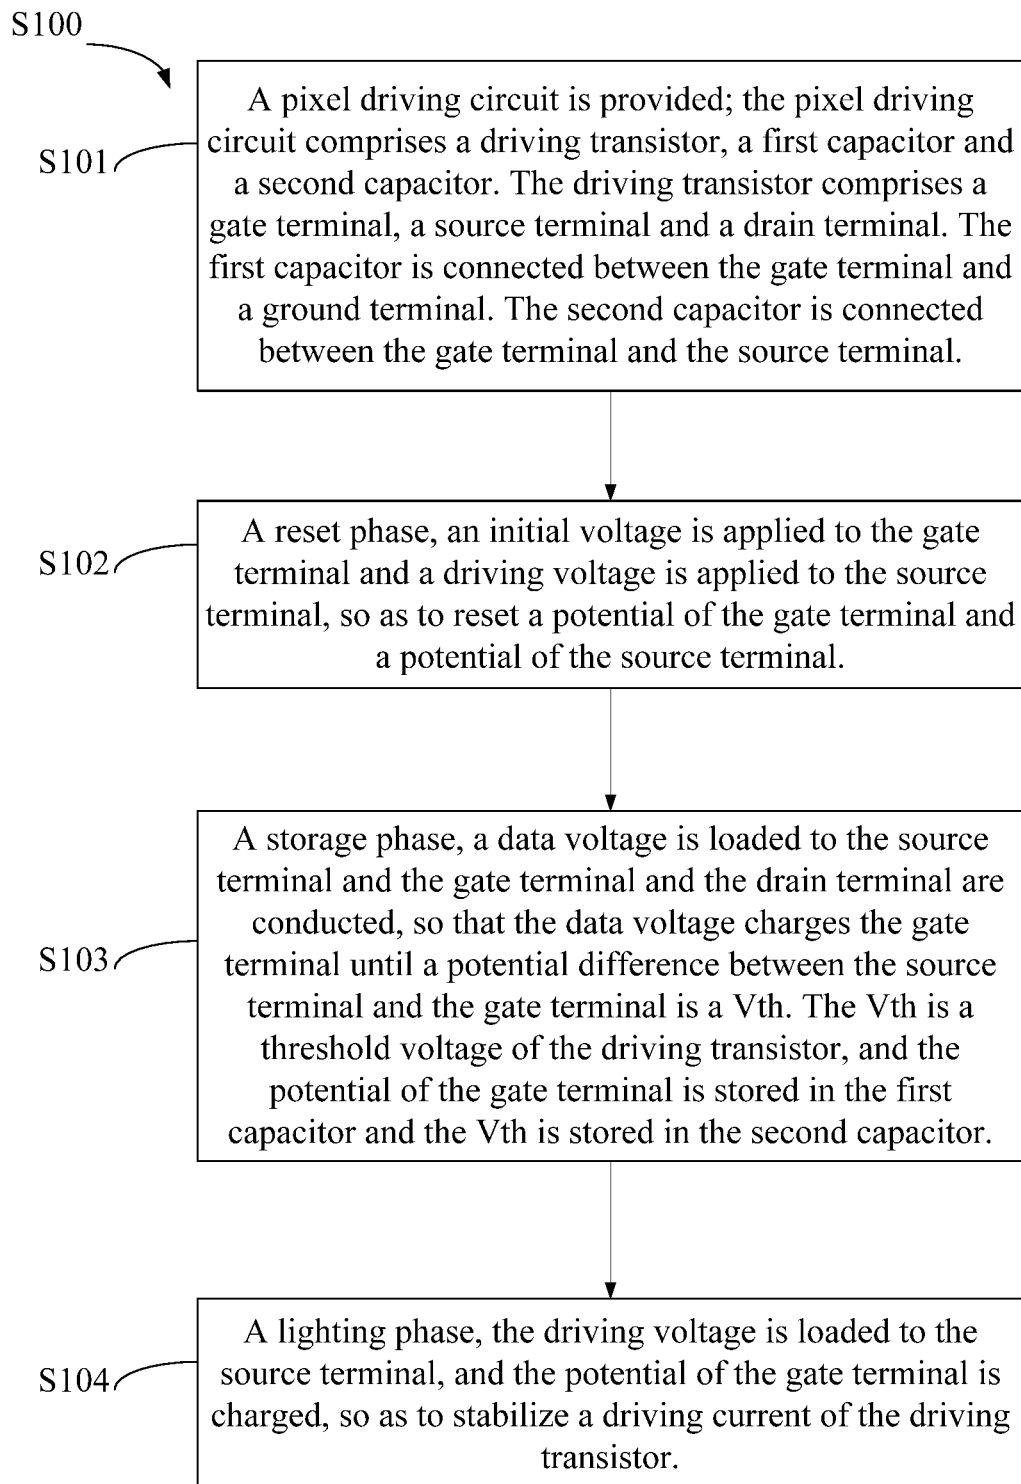 S100
A pixel driving circuit is provided; the pixel driving
circuit comprises a driving transistor, a first capacitor and
S101
a second capacitor. The driving transistor comprises a
gate terminal, a source terminal and a drain terminal. The
first capacitor is connected between the gate terminal and
a ground terminal. The second capacitor is connected
between the gate terminal and the source terminal.
A reset phase, an initial voltage is applied to the gate
S102
terminal and a driving voltage is applied to the source
terminal, so as to reset a potential of the gate terminal and
a potential of the source terminal.
A storage phase, a data voltage is loaded to the source
terminal and the gate terminal and the drain terminal are
conducted, so that the data voltage charges the gate
S103
terminal until a potential difference between the source
terminal and the gate terminal is a Vth. The Vth is a
threshold voltage of the driving transistor, and the
potential of the gate terminal is stored in the first
capacitor and the Vth is stored in the second capacitor.
A lighting phase, the driving voltage is loaded to the
S104
source terminal, and the potential of the gate terminal is
charged, so as to stabilize a driving current of the driving
transistor.